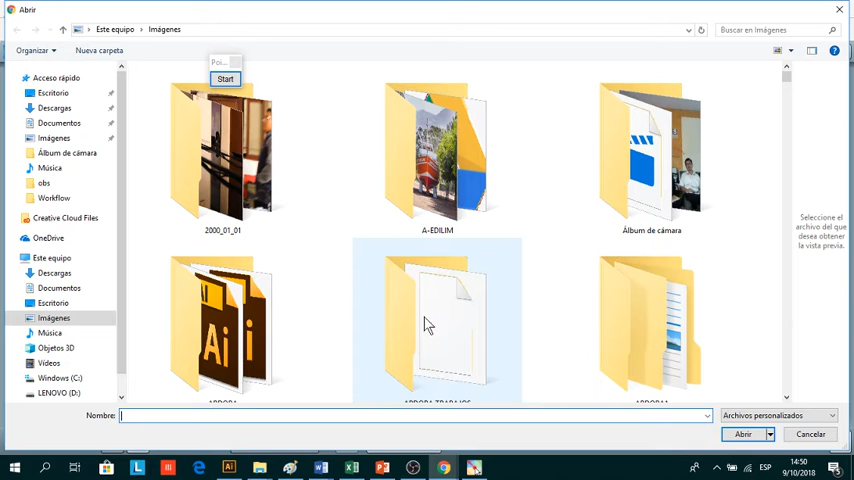 Abrir
Este equipo > Imágenes
Buscar en Imágenes
Organizar
Nueva carpeta
Poi...
Start
Acceso rápido
Escritorio
Descargas
Documentos
Imágenes
Álbum de cámara
Música
obs
Workflow
Creative Cloud Files
OneDrive
Este equipo
Descargas
Documentos
Escritorio
Imágenes
Música
Objetos 3D
Vídeos
Windows (C:)
LENOVO (D:)
2000_01_01
A-EDILIM
Álbum de cámara
Ai
Seleccione el
archivo del que
desea obtener
la vista previa.
Nombre:
Archivos personalizados
Abrir
Cancelar
ESP
14:50
9/10/2018